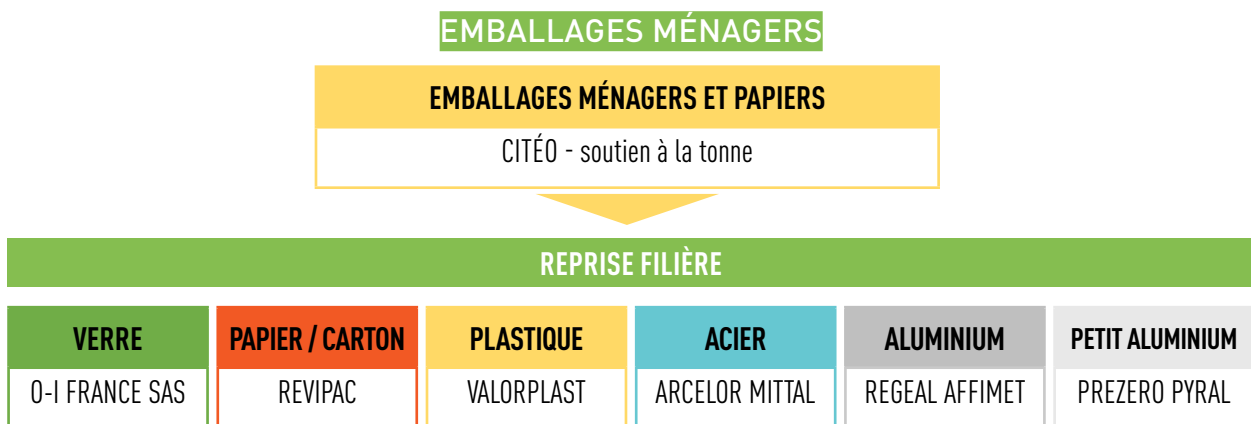 EMBALLAGES MÉNAGERS
EMBALLAGES MÉNAGERS ET PAPIERS
CITÉO - soutien à la tonne
REPRISE FILIÈRE
VERRE
O-I FRANCE SAS
PAPIER / CARTON
REVIPAC
PLASTIQUE
VALORPLAST
ACIER
ARCELOR MITTAL
ALUMINIUM
REGEAL AFFIMET
PETIT ALUMINIUM
PREZERO PYRAL